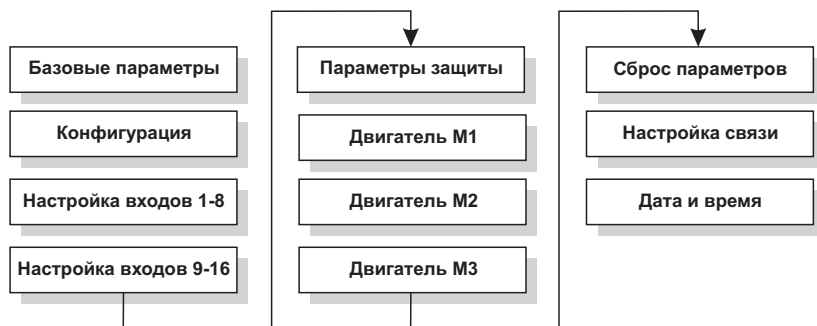 Базовые параметры
Конфигурация
Настройка входов 1-8
Настройка входов 9-16
Параметры защиты
Двигатель М1
Двигатель М2
Двигатель М3
Сброс параметров
Настройка связи
Дата и время